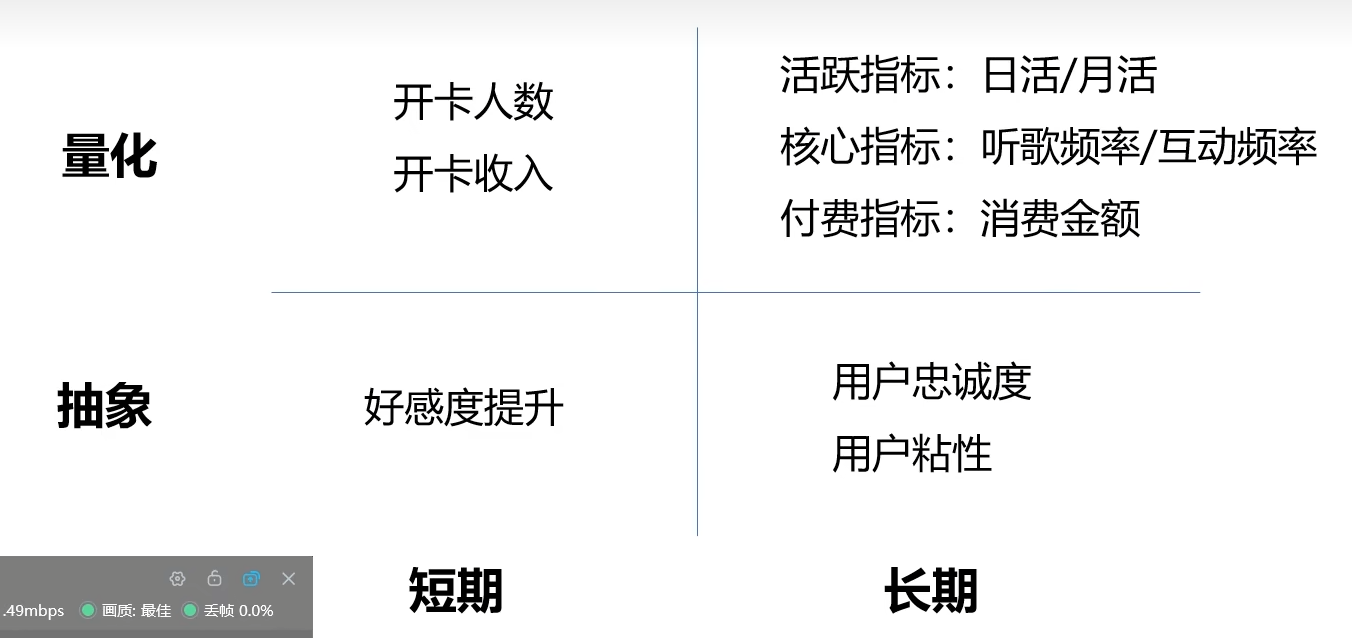 量化
开卡人数
开卡收入
活跃指标：日活/月活
核心指标：听歌频率/互动频率
付费指标：消费金额
抽象
好感度提升
用户忠诚度
用户粘性
短期
长期
.49mbps 画质: 最佳 丢帧 0.0%